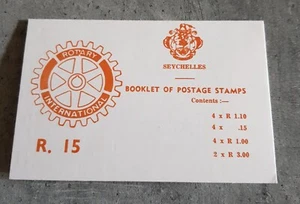 ROTARY
INTERNATIONAL
SEYCHELLES
BOOKLET OF POSTAGE STAMPS
Contents :—
4 x R 1.10
4 x .15
4 x R 1.00
2 x R 3.00
R. 15